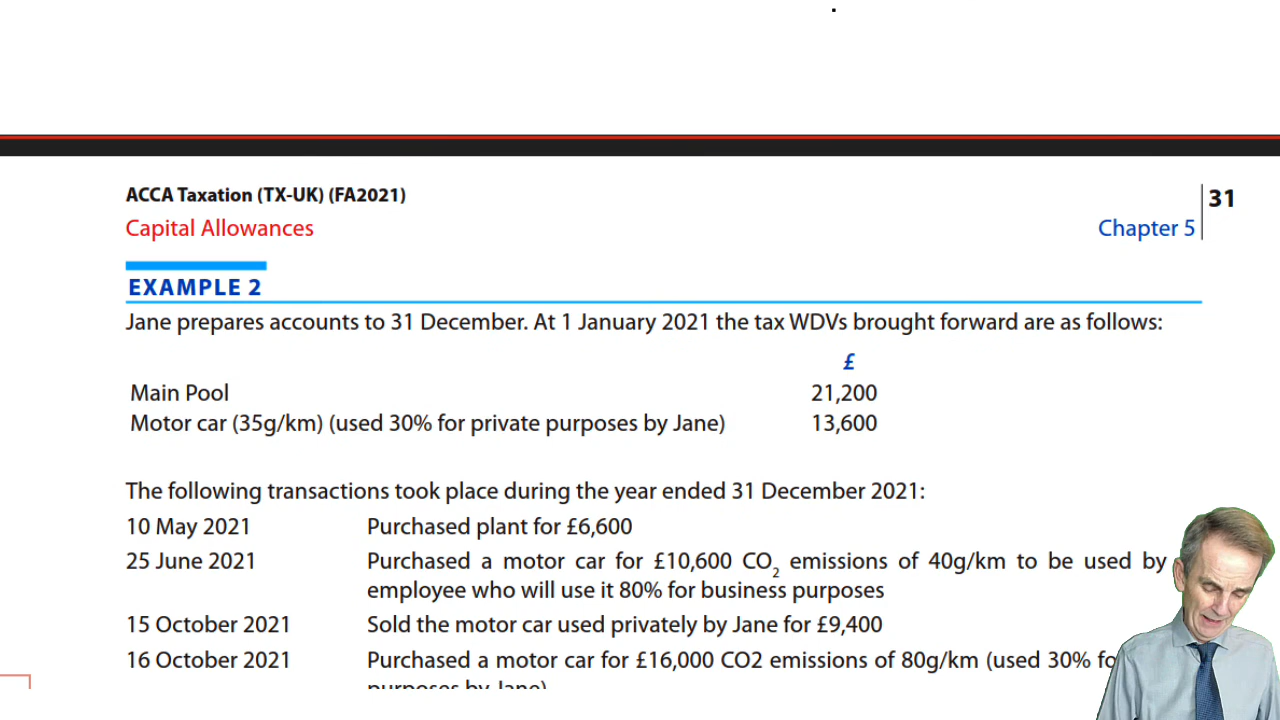 ACCA Taxation (TX-UK) (FA2021)
31
Capital Allowances
Chapter 5
EXAMPLE 2
Jane prepares accounts to 31 December. At 1 January 2021 the tax WDVs brought forward are as follows:
£
Main Pool 21,200
Motor car (35g/km) (used 30% for private purposes by Jane) 13,600
The following transactions took place during the year ended 31 December 2021:
10 May 2021 Purchased plant for £6,600
25 June 2021 Purchased a motor car for £10,600 CO2 emissions of 40g/km to be used by
employee who will use it 80% for business purposes
15 October 2021 Sold the motor car used privately by Jane for £9,400
16 October 2021 Purchased a motor car for £16,000 CO2 emissions of 80g/km (used 30%
purposes by Jane)